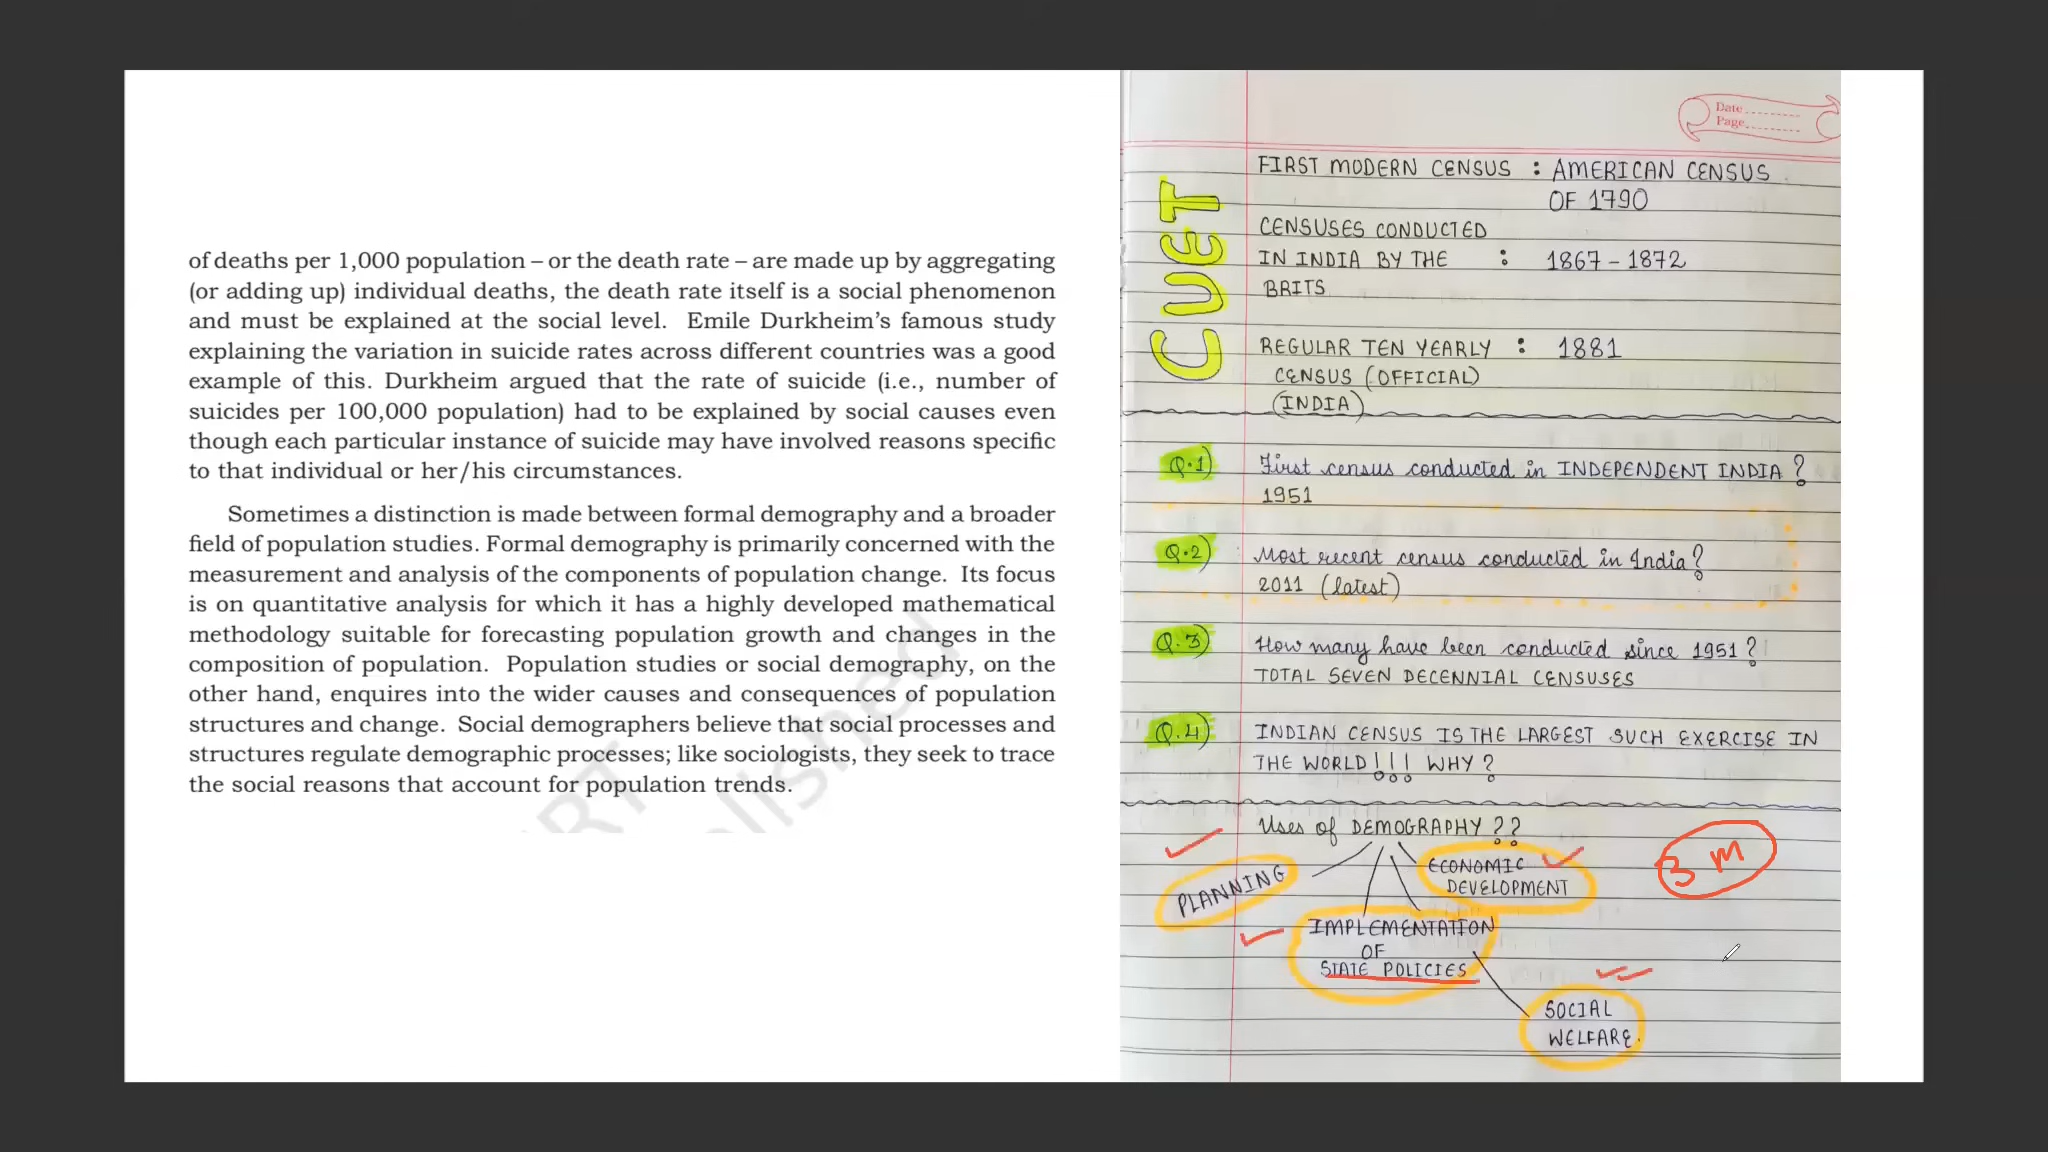 of deaths per 1,000 population – or the death rate – are made up by aggregating
(or adding up) individual deaths, the death rate itself is a social phenomenon
and must be explained at the social level. Emile Durkheim's famous study
explaining the variation in suicide rates across different countries was a good
example of this. Durkheim argued that the rate of suicide (i.e., number of
suicides per 100,000 population) had to be explained by social causes even
though each particular instance of suicide may have involved reasons specific
to that individual or her/his circumstances.
Sometimes a distinction is made between formal demography and a broader
field of population studies. Formal demography is primarily concerned with the
measurement and analysis of the components of population change. Its focus
is on quantitative analysis for which it has a highly developed mathematical
methodology suitable for forecasting population growth and changes in the
composition of population. Population studies or social demography, on the
other hand, enquires into the wider causes and consequences of population
structures and change. Social demographers believe that social processes and
structures regulate demographic processes; like sociologists, they seek to trace
the social reasons that account for population trends.
Date
Page
CUET
FIRST MODERN CENSUS : AMERICAN CENSUS
OF 1790
CENSUSES CONDUCTED
IN INDIA BY THE : 1867 – 1872
BRITS
REGULAR TEN YEARLY : 1881
CENSUS (OFFICIAL)
(INDIA)
Q.1) First census conducted in INDEPENDENT INDIA?
1951
Q.2) Most recent census conducted in India?
2011 (latest)
Q.3) How many have been conducted since 1951?
TOTAL SEVEN DECENNIAL CENSUSES
Q.4) INDIAN CENSUS IS THE LARGEST SUCH EXERCISE IN
THE WORLD!!! WHY?
Uses of DEMOGRAPHY??
3 M
ECONOMIC
DEVELOPMENT
PLANNING
IMPLEMENTATION
OF
STATE POLICIES
SOCIAL
WELFARE.